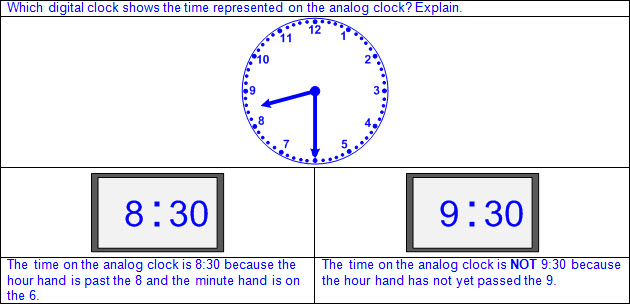 Which digital clock shows the time represented on the analog clock? Explain.
12
11
1
10
2
9
3
8
4
7
5
8:30
9:30
The time on the analog clock is 8:30 because the
hour hand is past the 8 and the minute hand is on
the 6.
The time on the analog clock is NOT 9:30 because
the hour hand has not yet passed the 9.